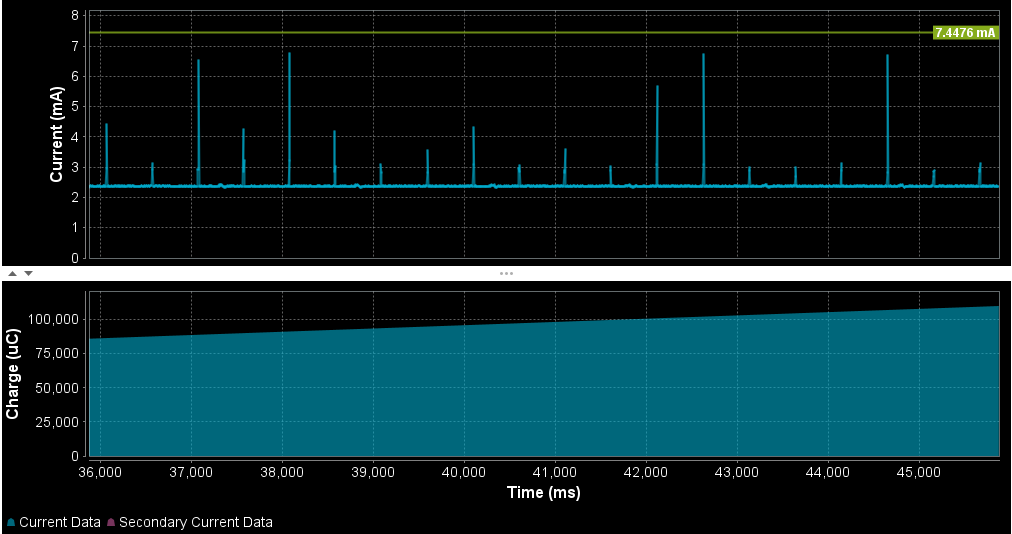 8
7.4476 mA
7
6
5
4
3
2
1
0
Current (mA)
100,000
75,000
50,000
25,000
0
Charge (uC)
36,000 37,000 38,000 39,000 40,000 41,000 42,000 43,000 44,000 45,000
Time (ms)
Current Data Secondary Current Data